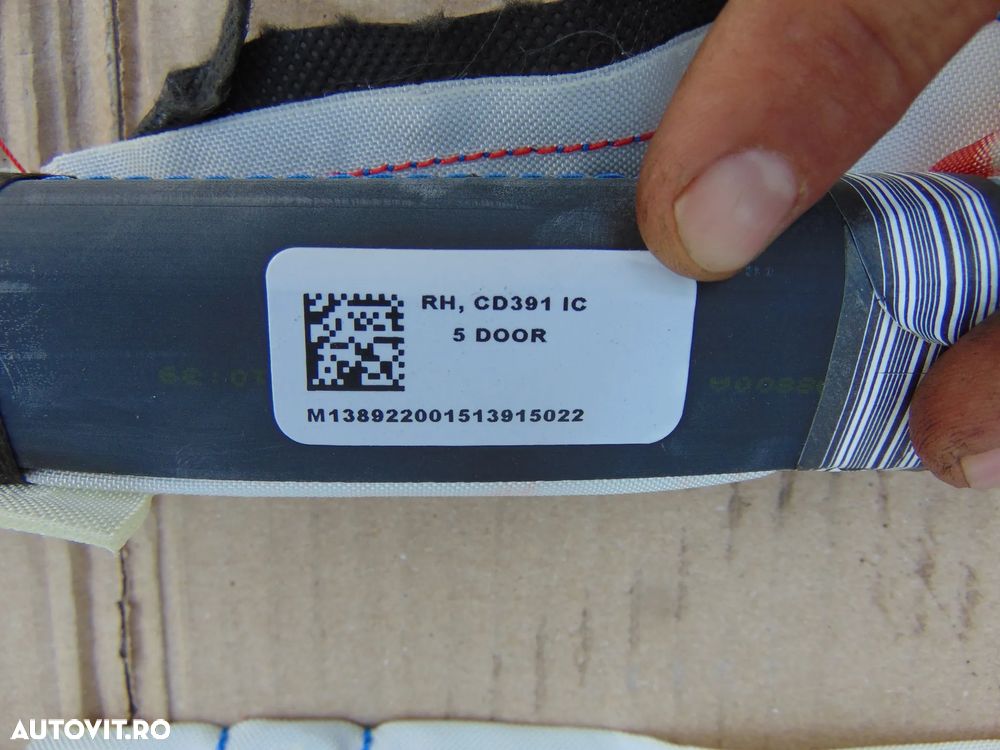 RH, CD391 IC
5 DOOR
M138922001513915022
AUTOVIT.RO